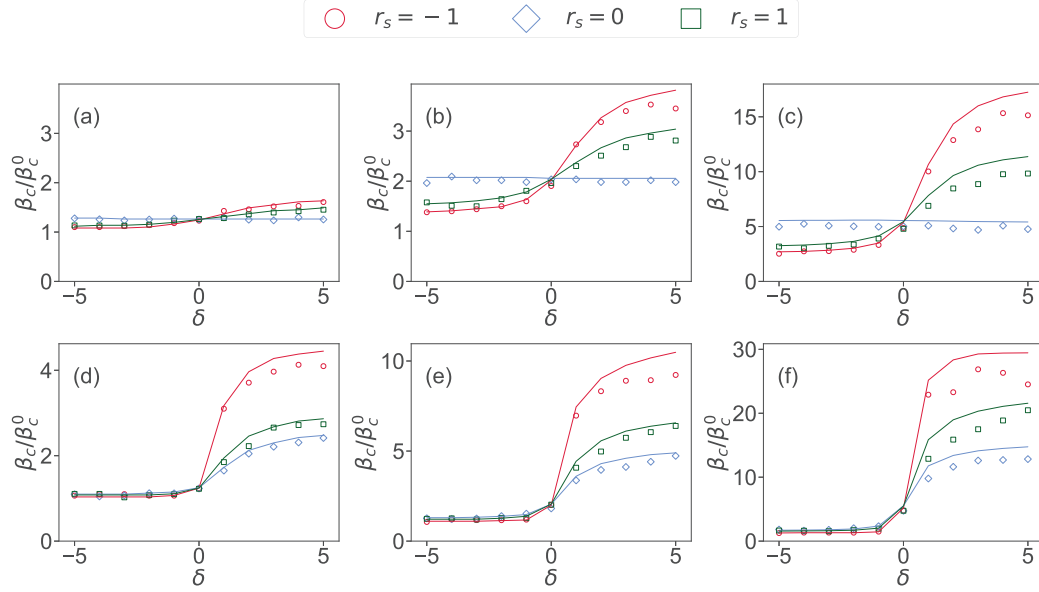 r_s = −1 r_s = 0 r_s = 1
(a) (b) (c)
β_c/β_c^0 β_c/β_c^0 β_c/β_c^0
3 2 1 0
3 2 1 0
15 10 5 0
−5 0 5 −5 0 5 −5 0 5
δ δ δ
(d) (e) (f)
β_c/β_c^0 β_c/β_c^0 β_c/β_c^0
4 2 0
10 5 0
30 20 10 0
−5 0 5 −5 0 5 −5 0 5
δ δ δ